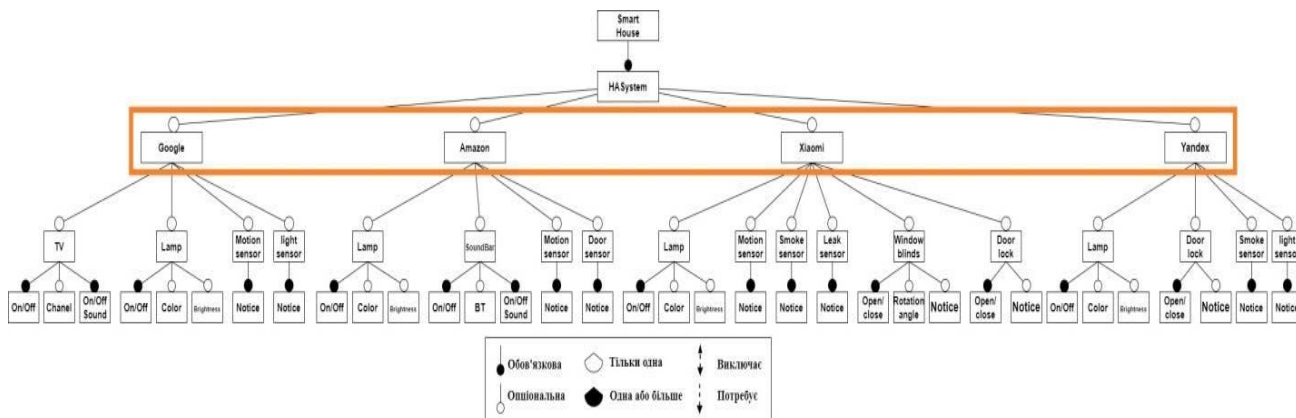 Smart
House
HASystem
Google
Amazon
Xiaomi
Yandex
TV
Lamp
Motion
sensor
light
sensor
Lamp
SoundBar
Motion
sensor
Door
sensor
Lamp
Motion
sensor
Smoke
sensor
Leak
sensor
Window
blinds
Door
lock
Lamp
Door
lock
Smoke
sensor
light
sensor
On/Off
Chanel
On/Off
Sound
On/Off
Color
Brightness
Notice
Notice
On/Off
Color
Brightness
On/Off
BT
On/Off
Sound
Notice
Notice
On/Off
Color
Brightness
Notice
Notice
Notice
Open/
close
Rotation
angle
Notice
Open/
close
Notice
On/Off
Color
Brightness
Open/
close
Notice
Notice
Notice
Обов'язкова
Тільки одна
Виключає
Опціональна
Одна або більше
Потребує